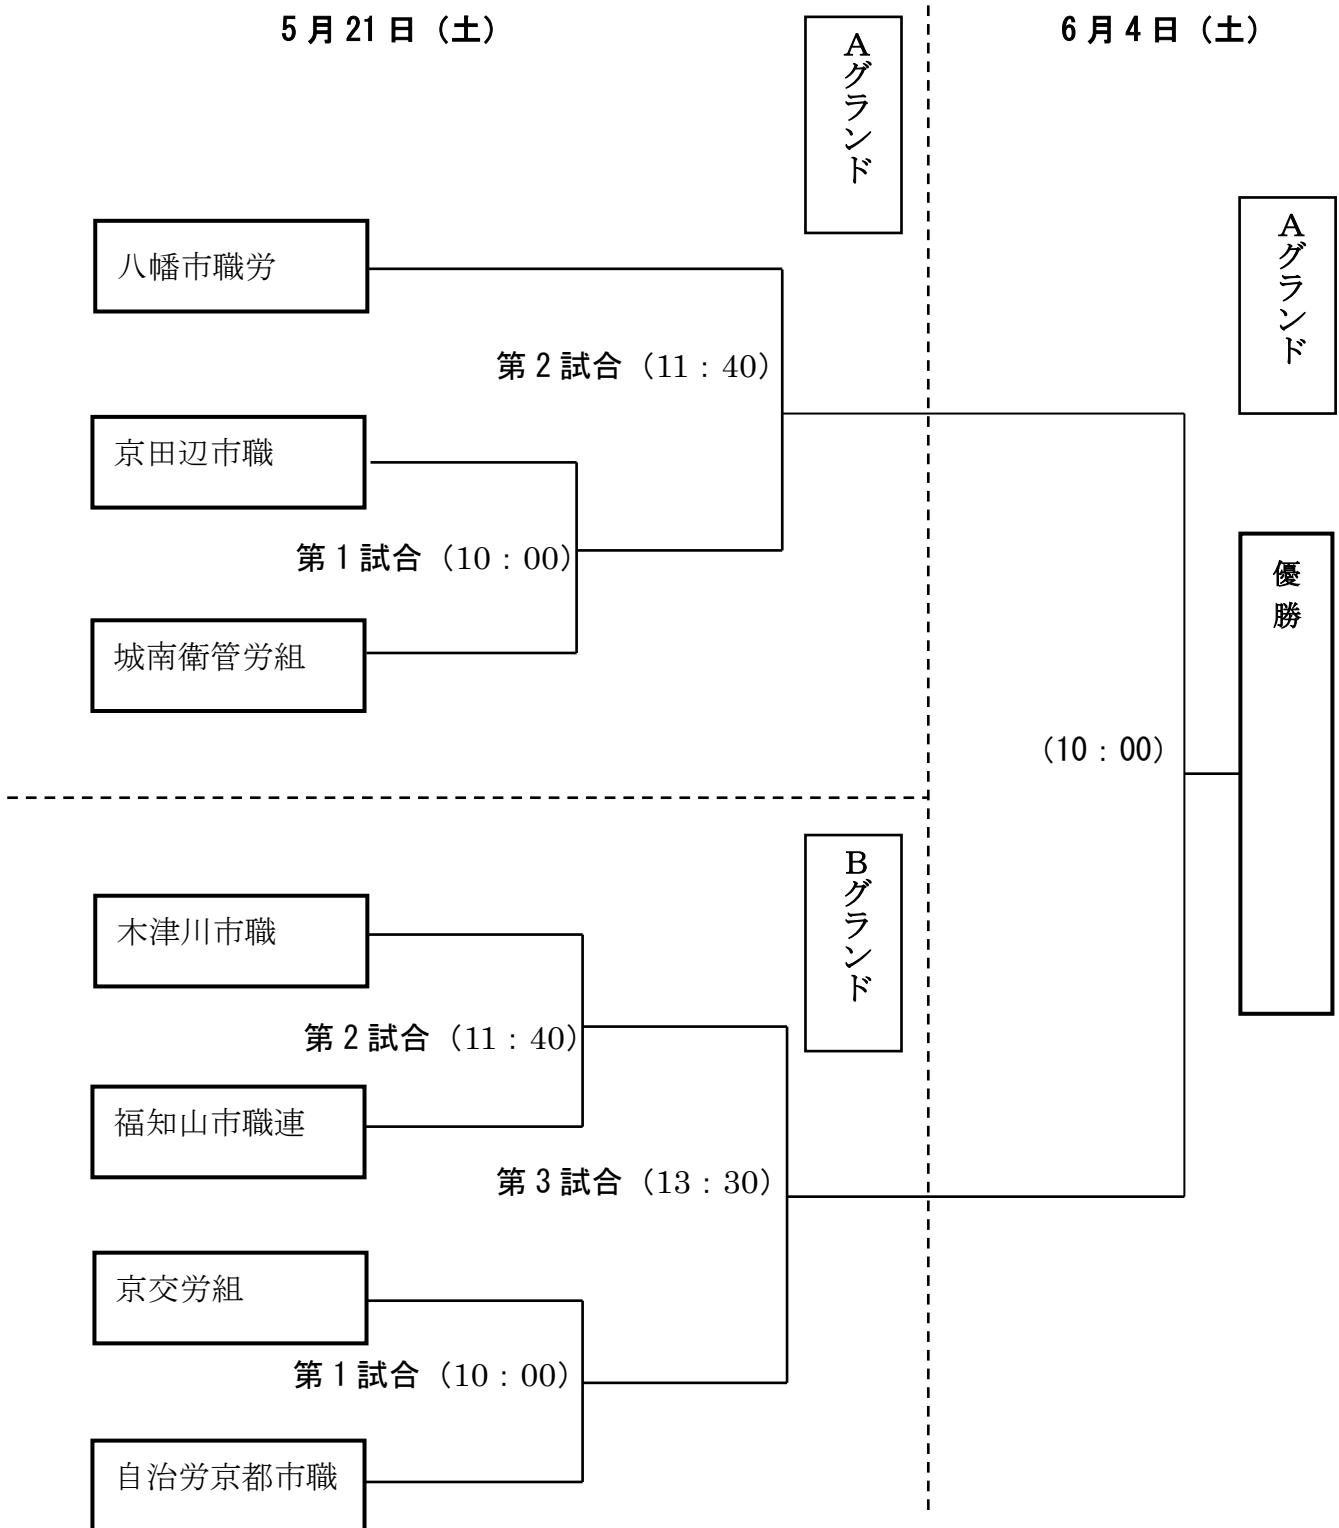 5月21日（土）
6月4日（土）
Aグランド
Aグランド
八幡市職労
第2試合（11：40）
京田辺市職
第1試合（10：00）
城南衛管労組
優勝
（10：00）
Bグランド
木津川市職
第2試合（11：40）
福知山市職連
第3試合（13：30）
京交労組
第1試合（10：00）
自治労京都市職